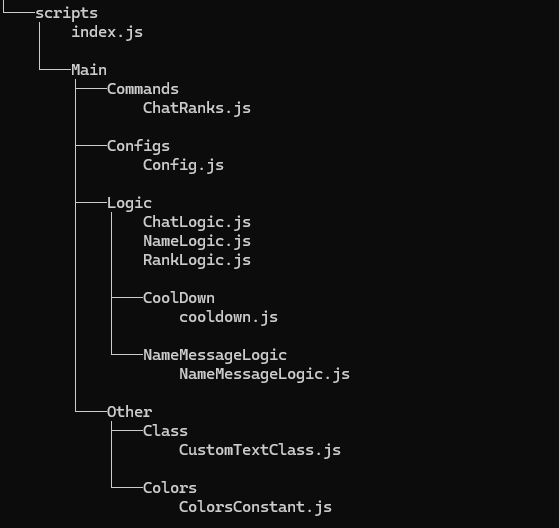 scripts
index.js
Main
Commands
ChatRanks.js
Configs
Config.js
Logic
ChatLogic.js
NameLogic.js
RankLogic.js
CoolDown
cooldown.js
NameMessageLogic
NameMessageLogic.js
Other
Class
CustomTextClass.js
Colors
ColorsConstant.js